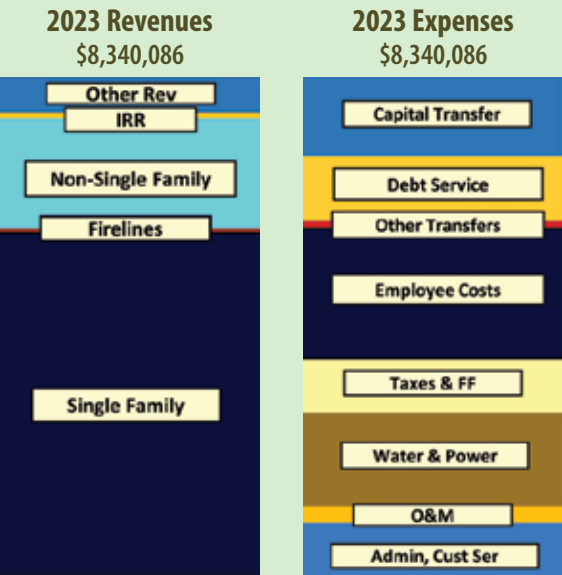 2023 Revenues
$8,340,086
Other Rev
IRR
Non-Single Family
Firelines
Single Family
2023 Expenses
$8,340,086
Capital Transfer
Debt Service
Other Transfers
Employee Costs
Taxes & FF
Water & Power
O&M
Admin, Cust Ser